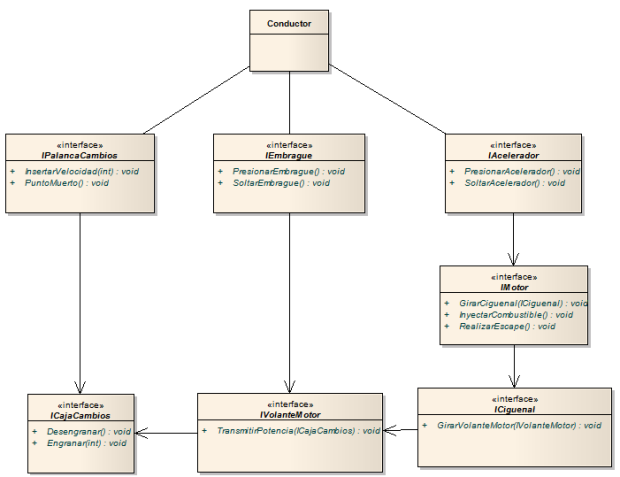 Conductor
«interface»
IPalancaCambios
+ InsertarVelocidad(int) : void
+ PuntoMuerto() : void
«interface»
IEmbrague
+ PresionarEmbrague() : void
+ SoltarEmbrague() : void
«interface»
IAcelerador
+ PresionarAcelerador() : void
+ SoltarAcelerador() : void
«interface»
IMotor
+ GirarCiguenal(ICiguenal) : void
+ InyectarCombustible() : void
+ RealizarEscape() : void
«interface»
ICajaCambios
+ Desengranar() : void
+ Engranar(int) : void
«interface»
IVolanteMotor
+ TransmitirPotencia(ICajaCambios) : void
«interface»
ICiguenal
+ GirarVolanteMotor(IVolanteMotor) : void